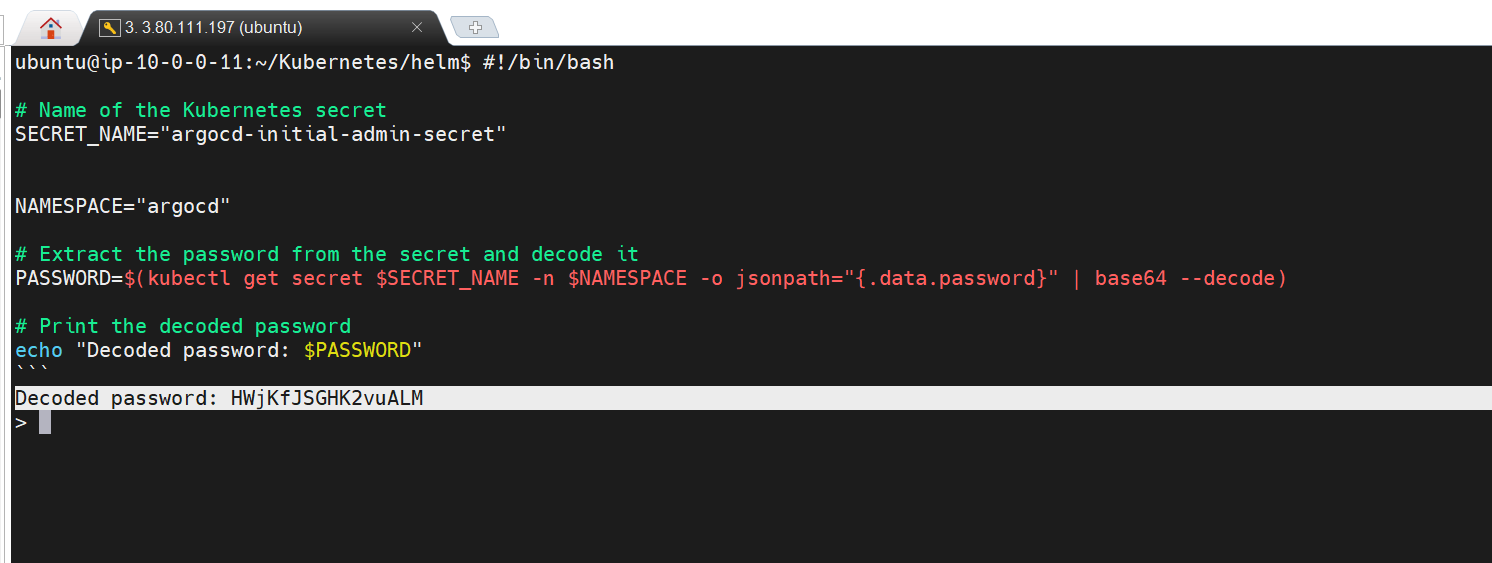 3. 3.80.111.197 (ubuntu)
ubuntu@ip-10-0-0-11:~/Kubernetes/helm$ #!/bin/bash
# Name of the Kubernetes secret
SECRET_NAME="argocd-initial-admin-secret"
NAMESPACE="argocd"
# Extract the password from the secret and decode it
PASSWORD=$(kubectl get secret $SECRET_NAME -n $NAMESPACE -o jsonpath="{.data.password}" | base64 --decode)
# Print the decoded password
echo "Decoded password: $PASSWORD"
```
Decoded password: HWjKfJSGHK2vuALM
>